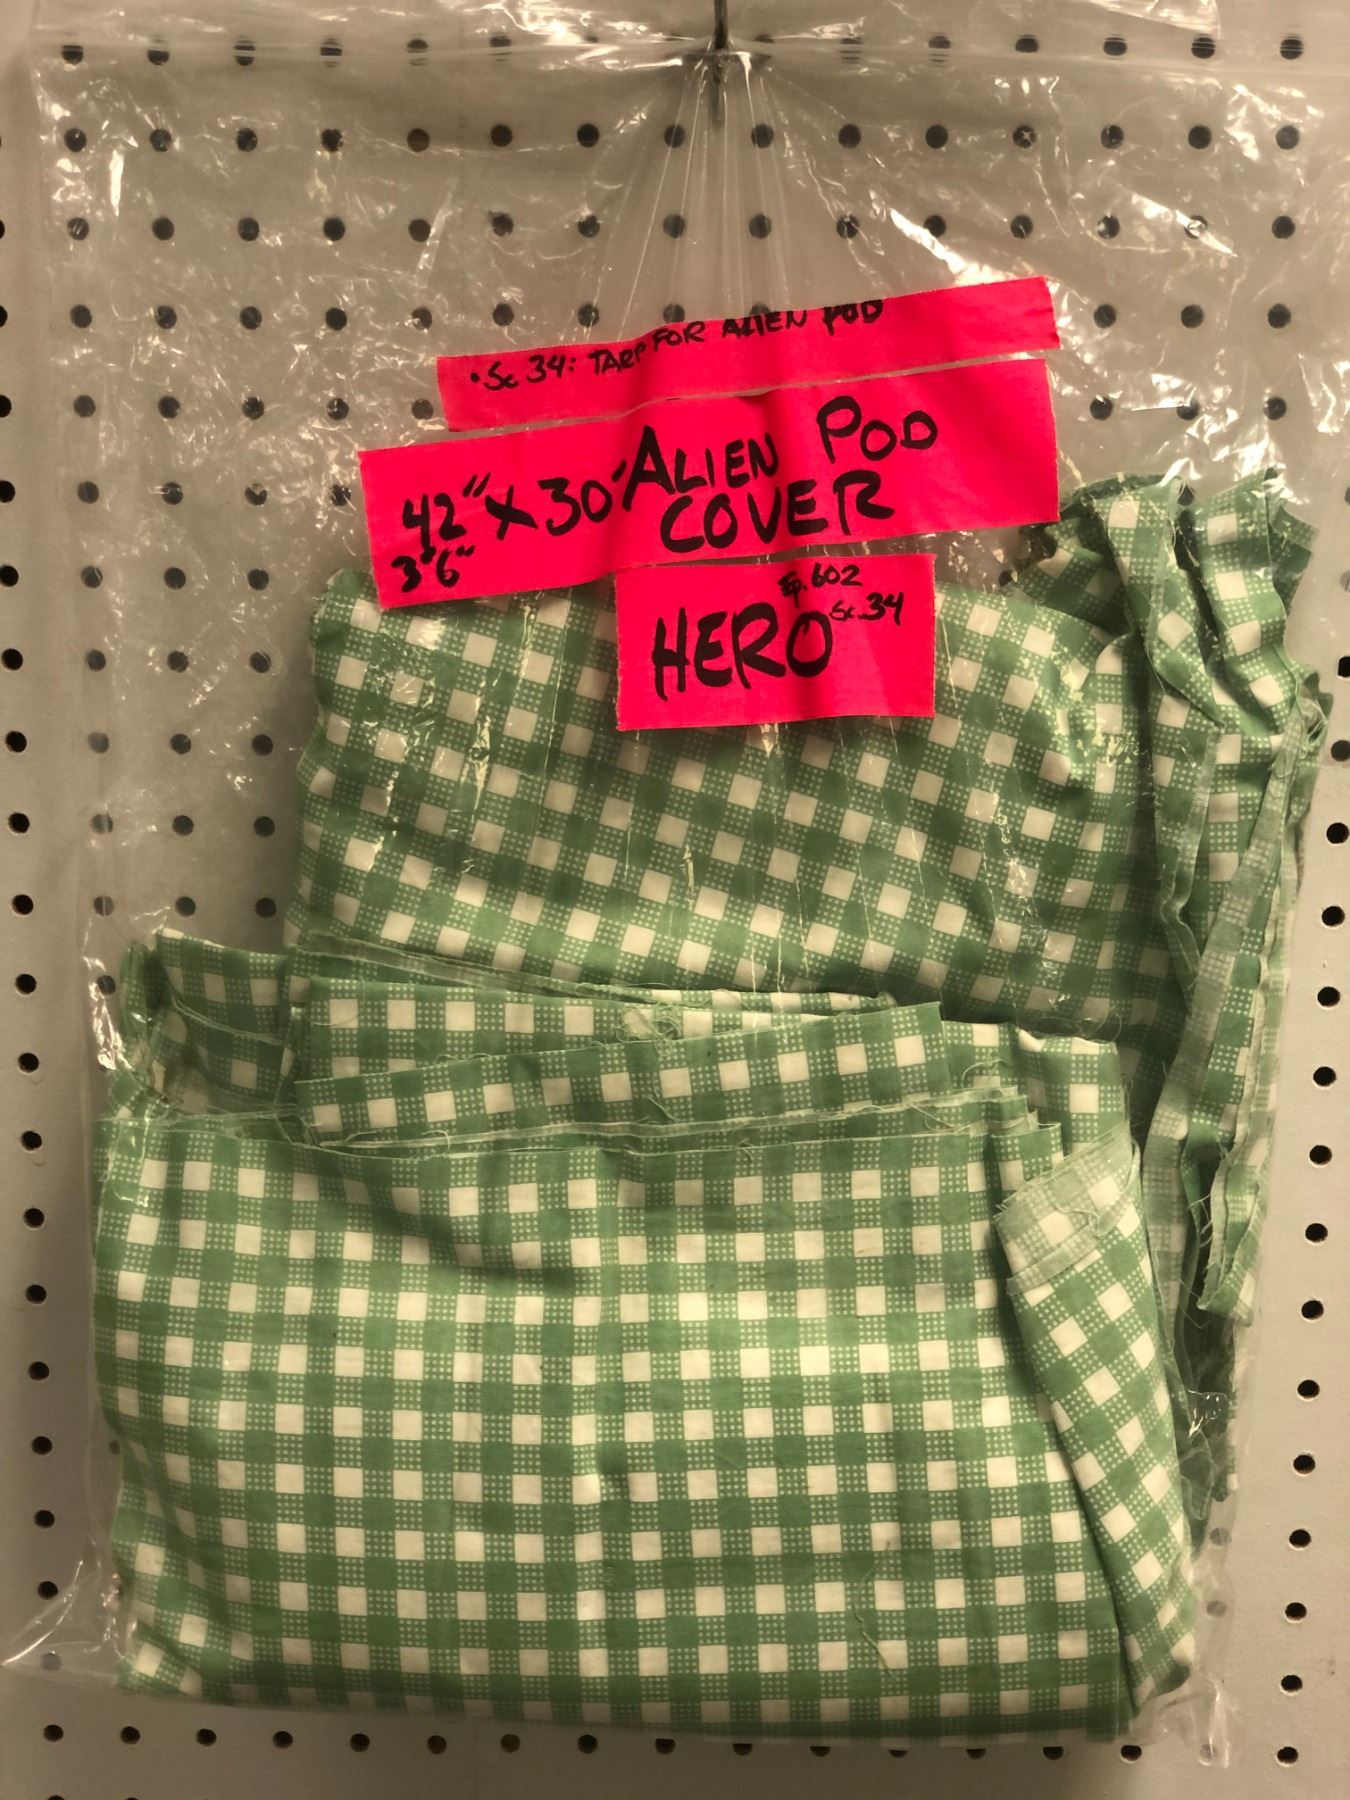 •Sc 34: TARP FOR ALIEN POD
42" X 30" ALIEN POD
3'6" COVER
Ep. 602
HERO Sc. 34